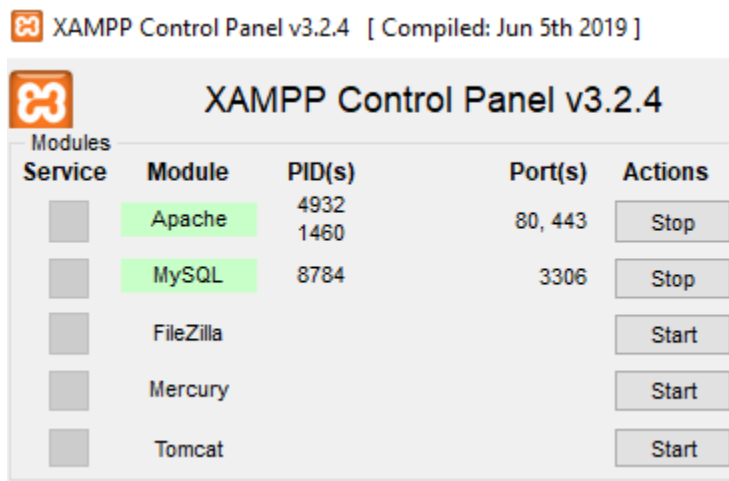 XAMPP Control Panel v3.2.4 [ Compiled: Jun 5th 2019 ]
XAMPP Control Panel v3.2.4
Modules
Service Module PID(s) Port(s) Actions
Apache 4932 1460 80, 443 Stop
MySQL 8784 3306 Stop
FileZilla Start
Mercury Start
Tomcat Start